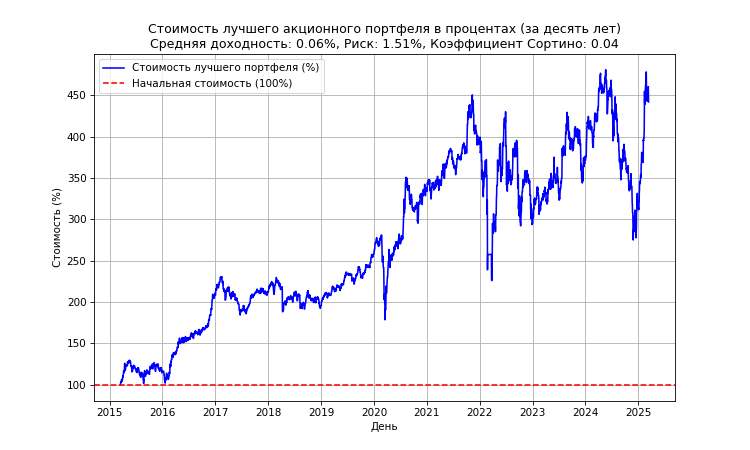 Стоимость лучшего акционного портфеля в процентах (за десять лет)
Средняя доходность: 0.06%, Риск: 1.51%, Коэффициент Сортино: 0.04
Стоимость лучшего портфеля (%)
Начальная стоимость (100%)
Стоимость (%)
450
400
350
300
250
200
150
100
2015 2016 2017 2018 2019 2020 2021 2022 2023 2024 2025
День